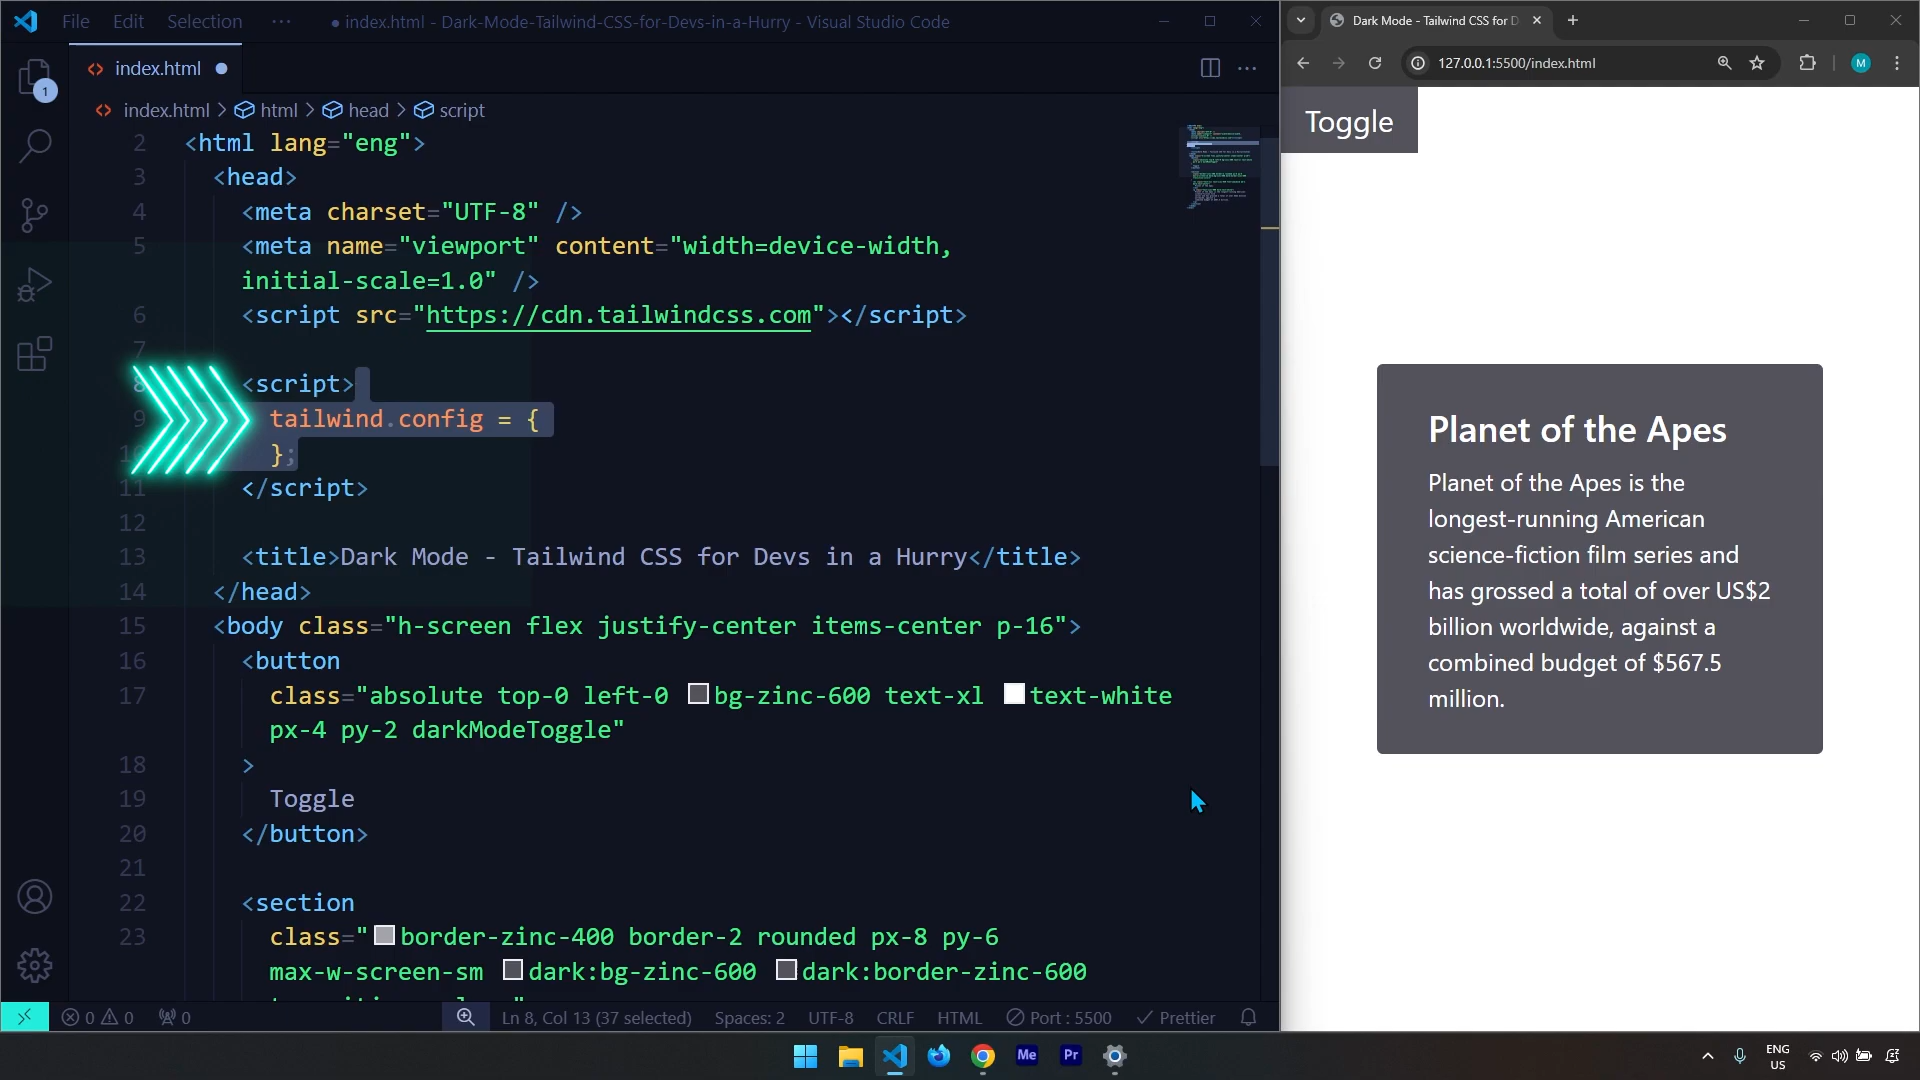 File Edit Selection ··· ● index.html - Dark-Mode-Tailwind-CSS-for-Devs-in-a-Hurry - Visual Studio Code
index.html ●
1
index.html > html > head > script
2 <html lang="eng">
3 <head>
4 <meta charset="UTF-8" />
5 <meta name="viewport" content="width=device-width,
initial-scale=1.0" />
6 <script src="https://cdn.tailwindcss.com"></script>
7
8 <script>
9 tailwind.config = {
10 };
11 </script>
12
13 <title>Dark Mode - Tailwind CSS for Devs in a Hurry</title>
14 </head>
15 <body class="h-screen flex justify-center items-center p-16">
16 <button
17 class="absolute top-0 left-0 bg-zinc-600 text-xl text-white
px-4 py-2 darkModeToggle"
18 >
19 Toggle
20 </button>
21
22 <section
23 class="border-zinc-400 border-2 rounded px-8 py-6
max-w-screen-sm dark:bg-zinc-600 dark:border-zinc-600
0 0 0 Ln 8, Col 13 (37 selected) Spaces: 2 UTF-8 CRLF HTML Port : 5500 Prettier
Dark Mode - Tailwind CSS for D
127.0.0.1:5500/index.html M
Toggle
Planet of the Apes
Planet of the Apes is the
longest-running American
science-fiction film series and
has grossed a total of over US$2
billion worldwide, against a
combined budget of $567.5
million.
Me Pr ENG
US